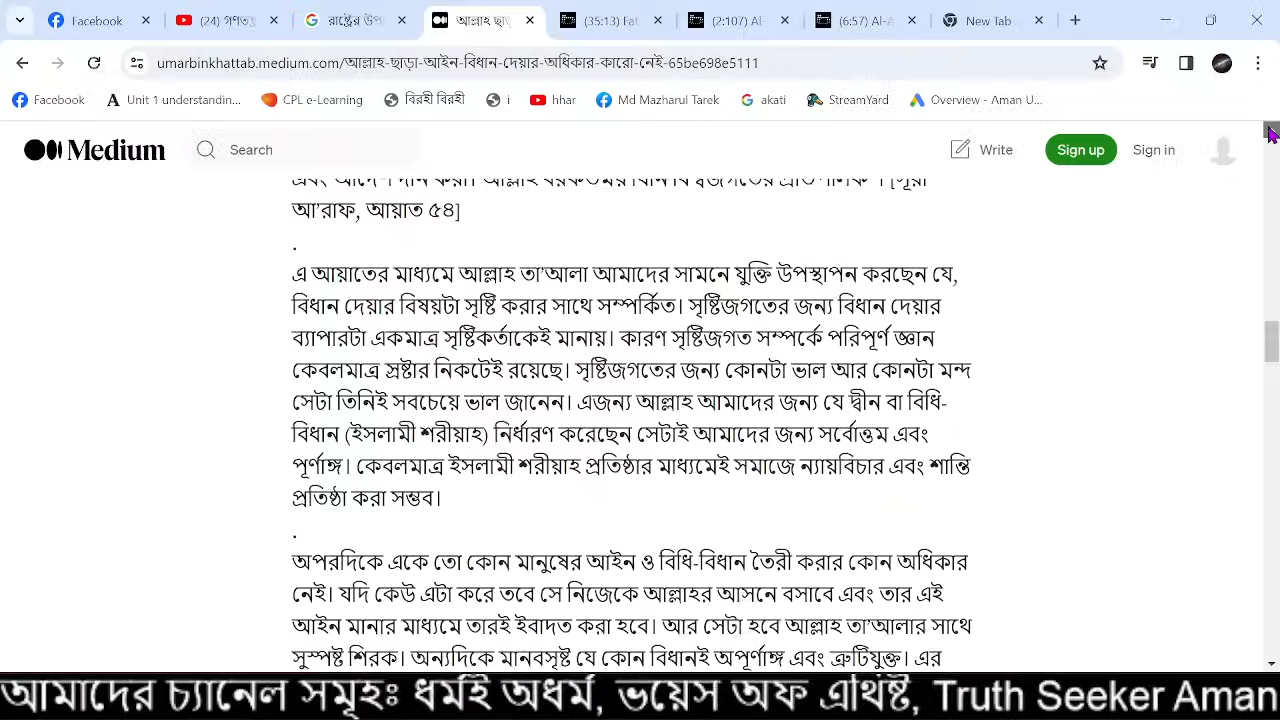 Facebook
(24) গণতন্ত্র
রাষ্ট্রের উপ
আল্লাহ ছাড়
(35:13) Fat
(2:107) Al-
(6:57) Al-A
New Tab
umarbinkhattab.medium.com/আল্লাহ-ছাড়া-আইন-বিধান-দেয়ার-অধিকার-কারো-নেই-65be698e5111
Facebook
Unit 1 understandin...
CPL e-Learning
বিরহী বিরহী
i
hhar
Md Mazharul Tarek
akati
StreamYard
Overview - Aman U...
Medium
Search
Write
Sign up
Sign in
এবং আদেশ দান করা। আল্লাহ বরকতময় যিনি বিশ্বজগতের প্রতিপালক । [সূরা
আ’রাফ, আয়াত ৫৪]
.
এ আয়াতের মাধ্যমে আল্লাহ তা’আলা আমাদের সামনে যুক্তি উপস্থাপন করছেন যে,
বিধান দেয়ার বিষয়টা সৃষ্টি করার সাথে সম্পর্কিত। সৃষ্টিজগতের জন্য বিধান দেয়ার
ব্যাপারটা একমাত্র সৃষ্টিকর্তাকেই মানায়। কারণ সৃষ্টিজগত সম্পর্কে পরিপূর্ণ জ্ঞান
কেবলমাত্র স্রষ্টার নিকটেই রয়েছে। সৃষ্টিজগতের জন্য কোনটা ভাল আর কোনটা মন্দ
সেটা তিনিই সবচেয়ে ভাল জানেন। এজন্য আল্লাহ আমাদের জন্য যে দ্বীন বা বিধি-
বিধান (ইসলামী শরীয়াহ) নির্ধারণ করেছেন সেটাই আমাদের জন্য সর্বোত্তম এবং
পূর্ণাঙ্গ। কেবলমাত্র ইসলামী শরীয়াহ প্রতিষ্ঠার মাধ্যমেই সমাজে ন্যায়বিচার এবং শান্তি
প্রতিষ্ঠা করা সম্ভব।
.
অপরদিকে একে তো কোন মানুষের আইন ও বিধি-বিধান তৈরী করার কোন অধিকার
নেই। যদি কেউ এটা করে তবে সে নিজেকে আল্লাহর আসনে বসাবে এবং তার এই
আইন মানার মাধ্যমে তারই ইবাদত করা হবে। আর সেটা হবে আল্লাহ তা’আলার সাথে
সুস্পষ্ট শিরক। অন্যদিকে মানবসৃষ্ট যে কোন বিধানই অপূর্ণাঙ্গ এবং ত্রুটিযুক্ত। এর
আমাদের চ্যানেল সমূহঃ ধর্মই অধর্ম, ভয়েস অফ এথিষ্ট, Truth Seeker Aman